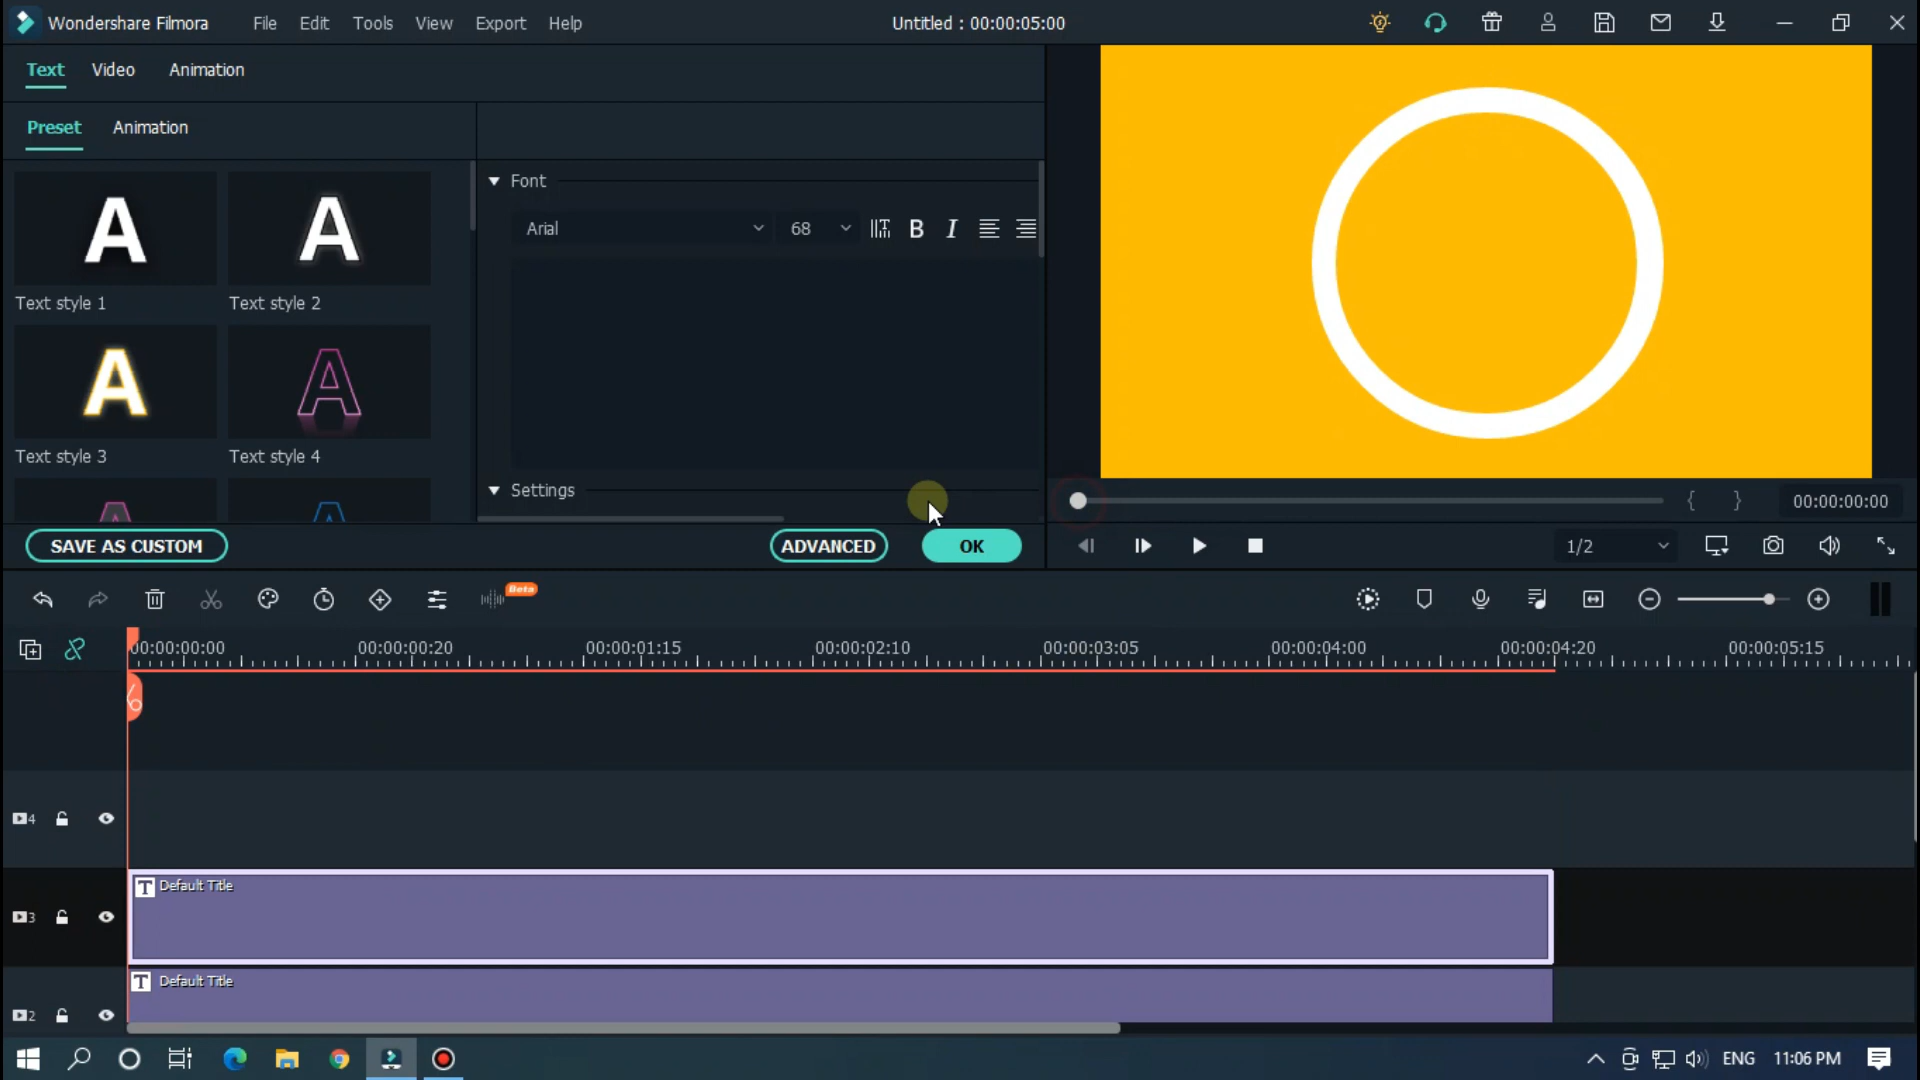 Wondershare Filmora File Edit Tools View Export Help Untitled : 00:00:05:00
Text Video Animation
Preset Animation
Font
Arial 68 B I
A A
Text style 1 Text style 2
A A
Text style 3 Text style 4
Settings
{ } 00:00:00:00
SAVE AS CUSTOM ADVANCED OK 1/2
Beta
00:00:00:00 00:00:00:20 00:00:01:15 00:00:02:10 00:00:03:05 00:00:04:00 00:00:04:20 00:00:05:15
4
T Default Title
3
T Default Title
2
ENG 11:06 PM